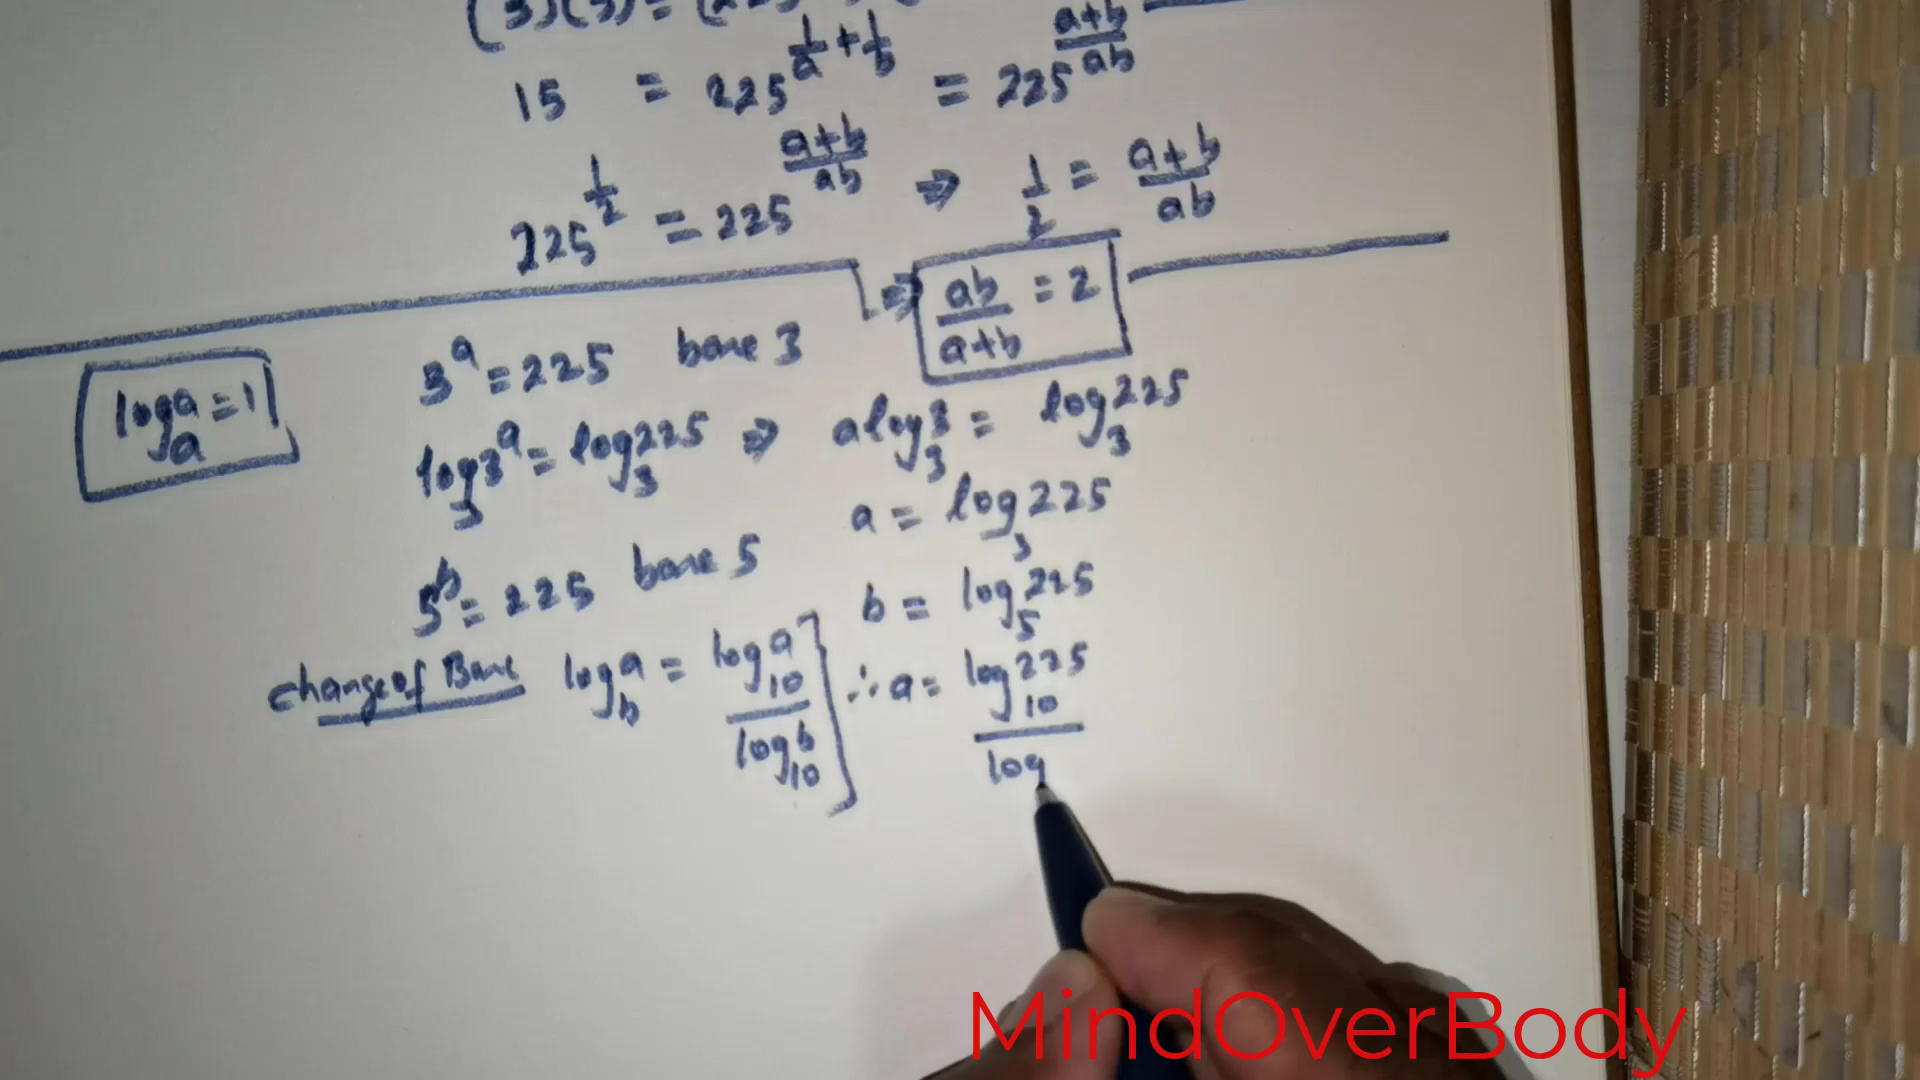 15 = 225^(1/a + 1/b) = 225^((a+b)/ab)
225^(1/2) = 225^((a+b)/ab) ⇒ 1/2 = (a+b)/ab
⇒ ab/(a+b) = 2
log_a a = 1
3^a = 225 base 3
log_3 3^a = log_3 225 ⇒ a log_3 3 = log_3 225
a = log_3 225
5^b = 225 base 5
b = log_5 225
change of Base log_b a = log_10 a / log_10 b } ∴ a = log_10 225 / log
MindOverBody